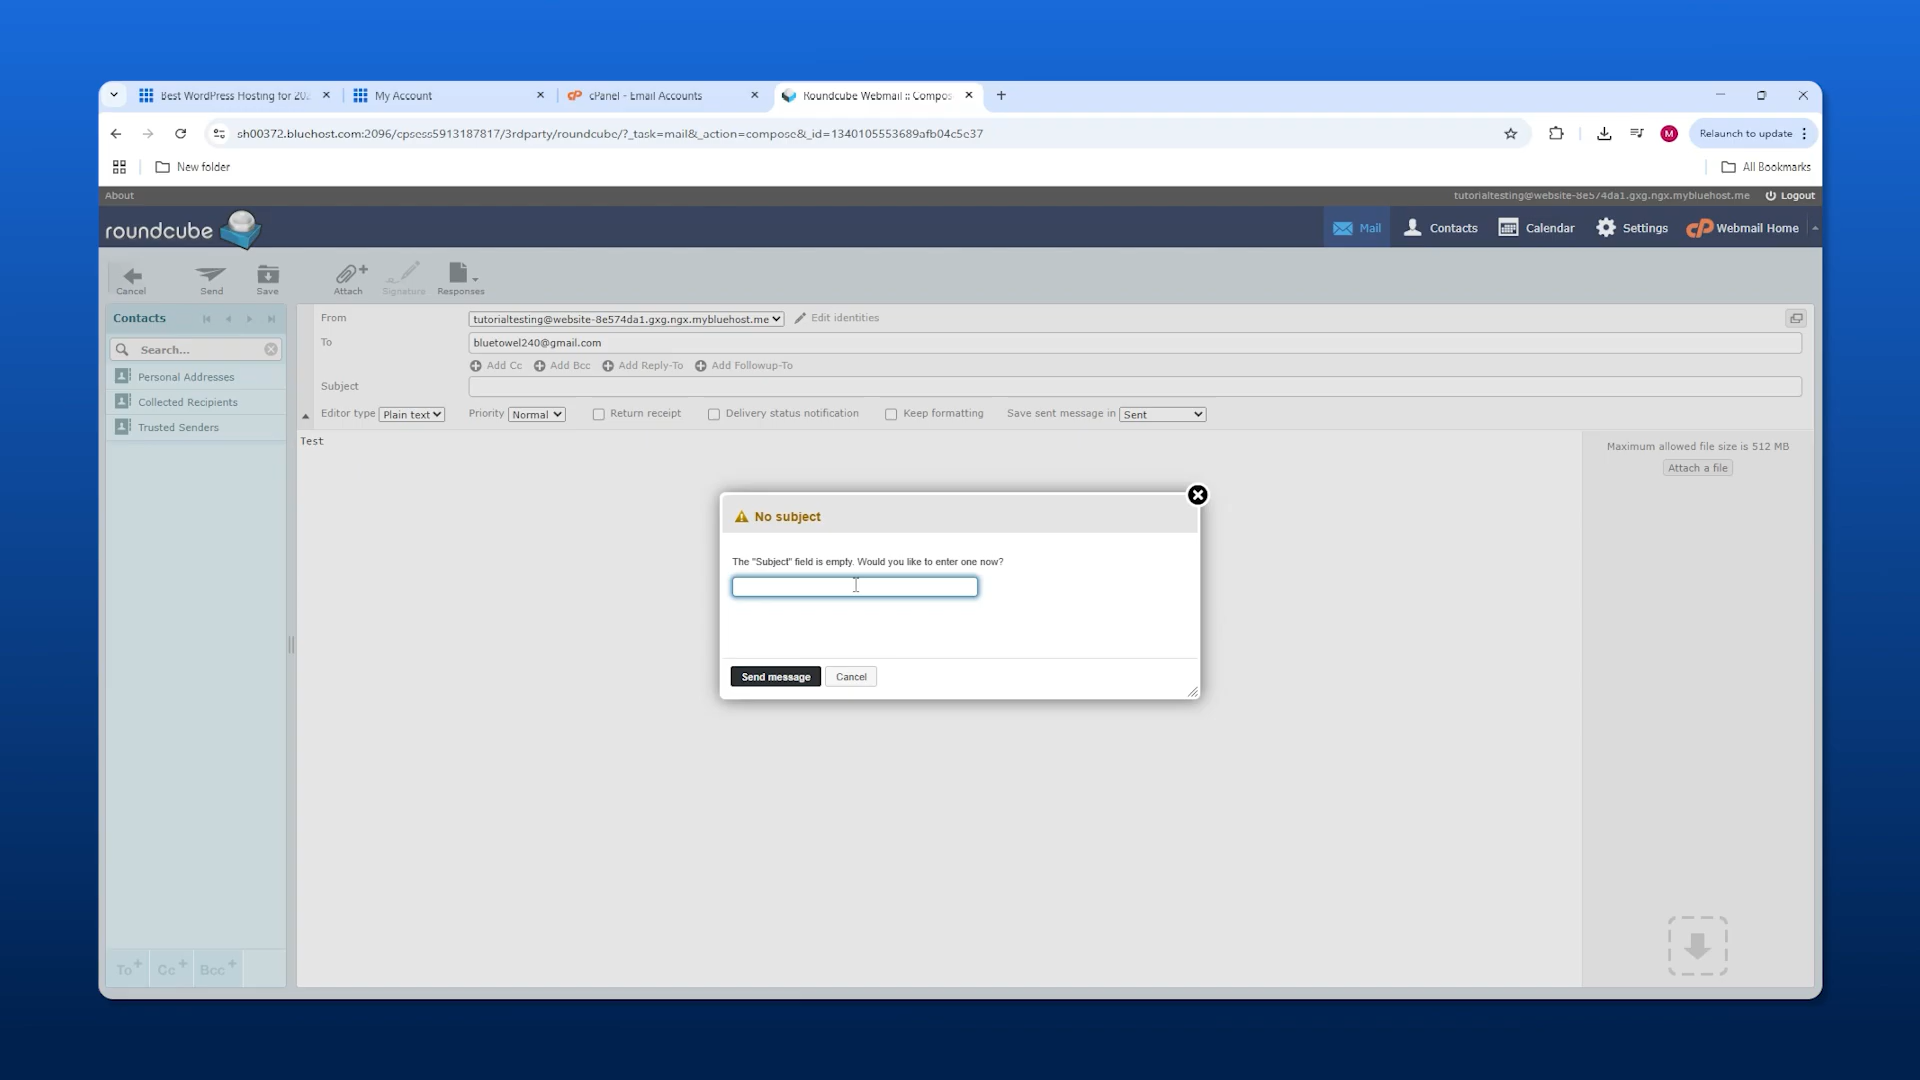 Best WordPress Hosting for 202
My Account
cPanel - Email Accounts
Roundcube Webmail :: Compos
sh00372.bluehost.com:2096/cpsess5913187817/3rdparty/roundcube/?_task=mail&_action=compose&_id=1340105553689afb04c5e37
M
Relaunch to update
New folder
All Bookmarks
About
tutorialtesting@website-8e574da1.gxg.ngx.mybluehost.me
Logout
roundcube
Mail
Contacts
Calendar
Settings
cP Webmail Home
Cancel
Send
Save
Attach
Signature
Responses
Contacts
Search...
Personal Addresses
Collected Recipients
Trusted Senders
From
tutorialtesting@website-8e574da1.gxg.ngx.mybluehost.me
Edit identities
To
bluetowel240@gmail.com
Add Cc
Add Bcc
Add Reply-To
Add Followup-To
Subject
Editor type Plain text
Priority Normal
Return receipt
Delivery status notification
Keep formatting
Save sent message in Sent
Test
Maximum allowed file size is 512 MB
Attach a file
No subject
The "Subject" field is empty. Would you like to enter one now?
Send message
Cancel
To+
Cc+
Bcc+